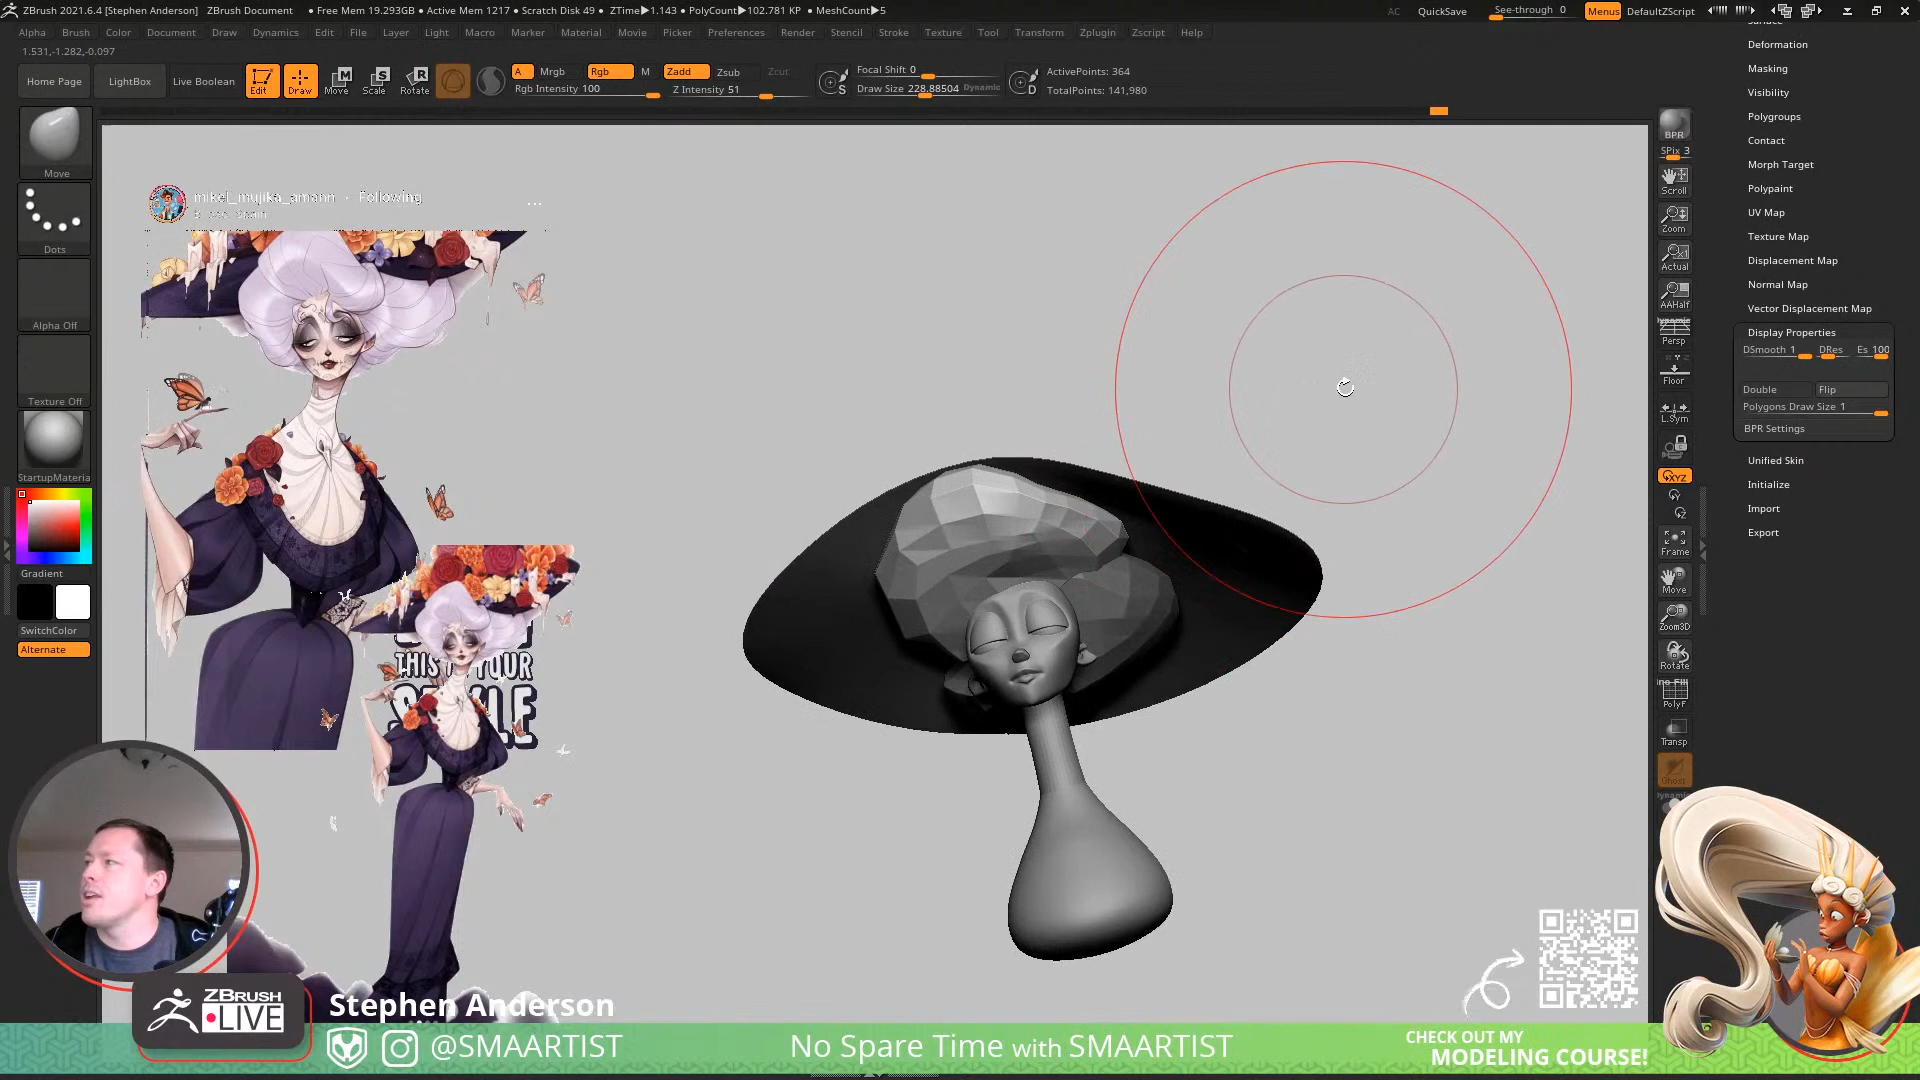 ZBrush 2021.6.4 [Stephen Anderson] ZBrush Document • Free Mem 19.293GB • Active Mem 1217 • Scratch Disk 49 • ZTime▶1.143 • PolyCount▶102.781 KP • MeshCount▶5 AC QuickSave See-through 0 Menus DefaultZScript
Alpha Brush Color Document Draw Dynamics Edit File Layer Light Macro Marker Material Movie Picker Preferences Render Stencil Stroke Texture Tool Transform Zplugin Zscript Help
1.531,-1.282,-0.097
Home Page LightBox Live Boolean Edit Draw Move Scale Rotate
A Mrgb Rgb M Zadd Zsub Zcut
Rgb Intensity 100 Z Intensity 51
Focal Shift 0
Draw Size 228.88504 Dynamic
ActivePoints: 364
TotalPoints: 141,980
Move
Dots
Alpha Off
Texture Off
StartupMateria
Gradient
SwitchColor
Alternate
mikel_mujika_amann · Following
THIS YOUR
BPR
SPix 3
Scroll
Zoom
Actual
AAHalf
Dynamic
Persp
Floor
L.Sym
XYZ
Frame
Move
Zoom3D
Rotate
PolyF
Transp
Ghost
Dynamic
Deformation
Masking
Visibility
Polygroups
Contact
Morph Target
Polypaint
UV Map
Texture Map
Displacement Map
Normal Map
Vector Displacement Map
Display Properties
DSmooth 1 DRes Es 100
Double Flip
Polygons Draw Size 1
BPR Settings
Unified Skin
Initialize
Import
Export
ZBRUSH
LIVE
Stephen Anderson
@SMAARTIST
No Spare Time with SMAARTIST
CHECK OUT MY
MODELING COURSE!